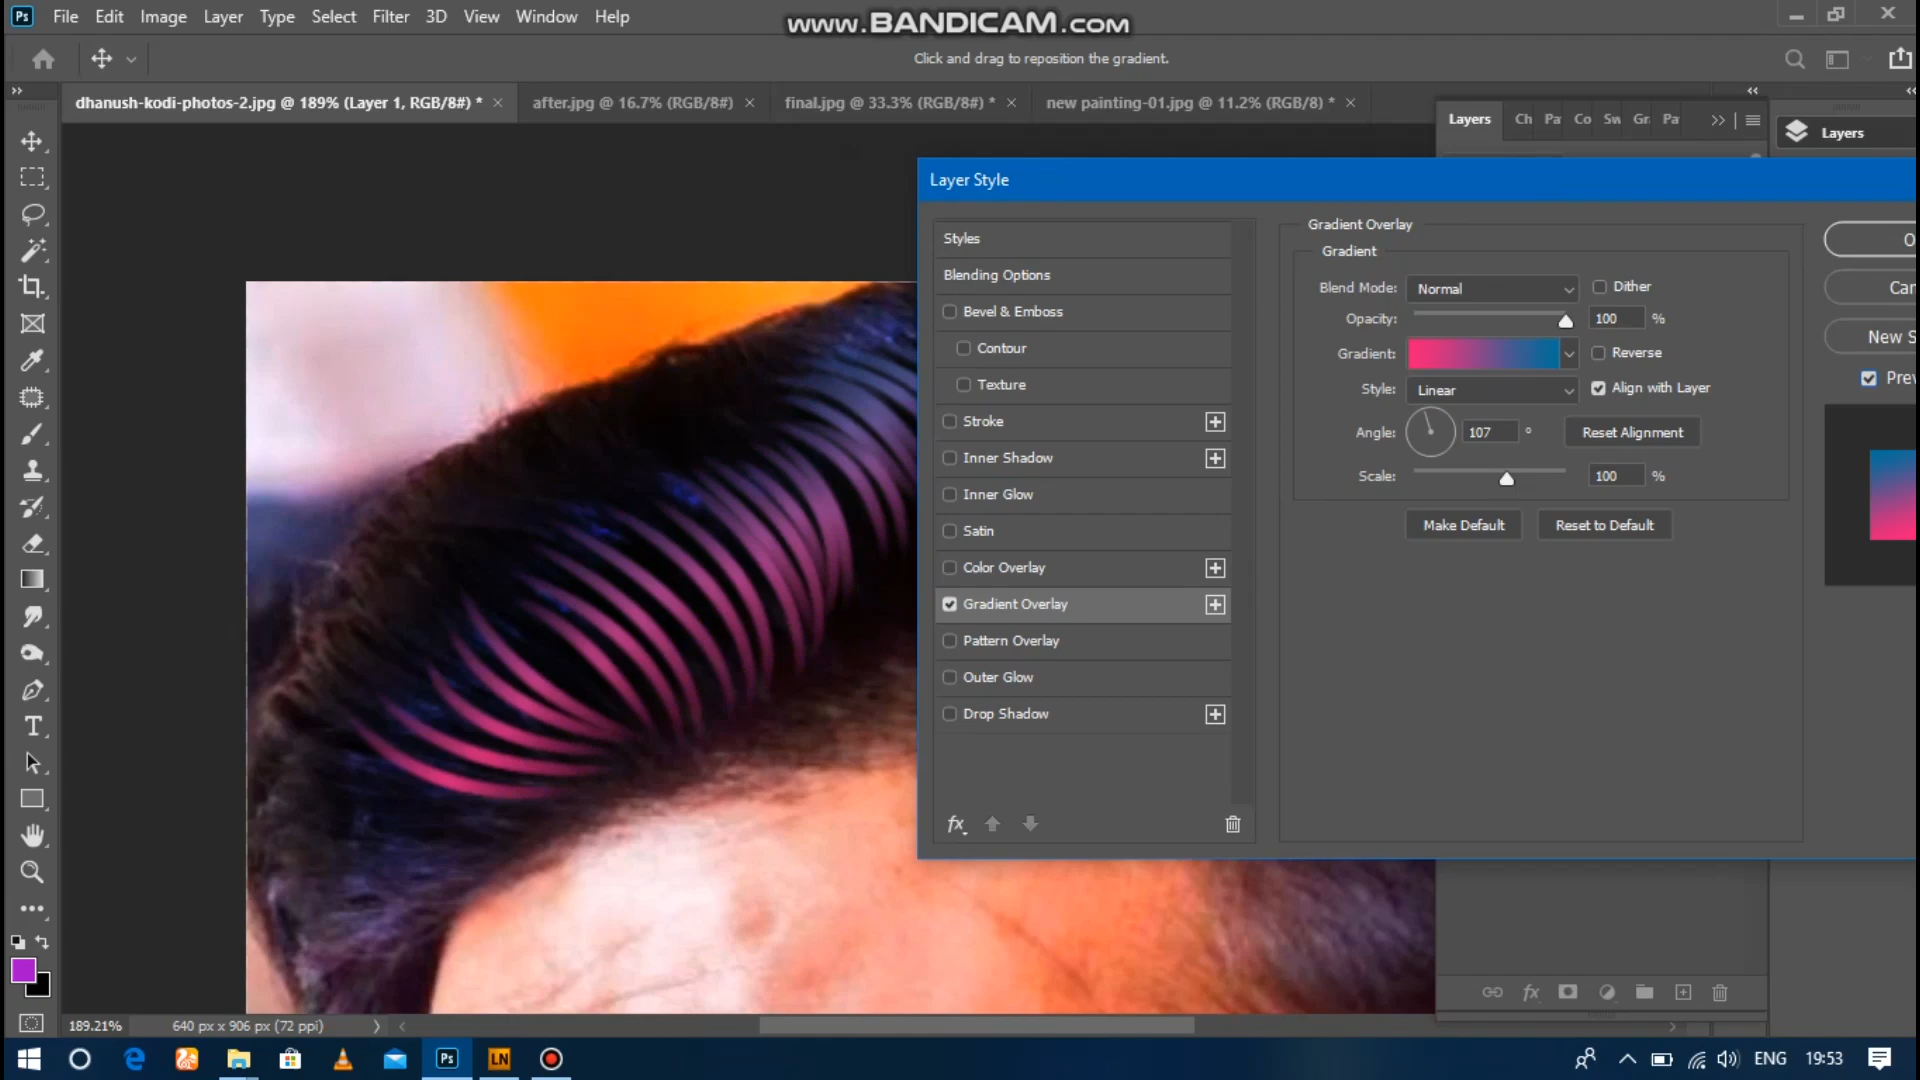 Ps File Edit Image Layer Type Select Filter 3D View Window Help
www.BANDICAM.com
Click and drag to reposition the gradient.
dhanush-kodi-photos-2.jpg @ 189% (Layer 1, RGB/8#) * after.jpg @ 16.7% (RGB/8#) final.jpg @ 33.3% (RGB/8#) * new painting-01.jpg @ 11.2% (RGB/8) *
Layers Ch Pa Co Sw Gr Pa
Layers
Layer Style
Styles
Blending Options
Bevel & Emboss
Contour
Texture
Stroke
Inner Shadow
Inner Glow
Satin
Color Overlay
Gradient Overlay
Pattern Overlay
Outer Glow
Drop Shadow
fx
Gradient Overlay
Gradient
Blend Mode: Normal Dither
Opacity: 100 %
Gradient: Reverse
Style: Linear Align with Layer
Angle: 107 ° Reset Alignment
Scale: 100 %
Make Default Reset to Default
O
Can
New S
Prev
fx
189.21% 640 px x 906 px (72 ppi)
Ps LN ENG 19:53